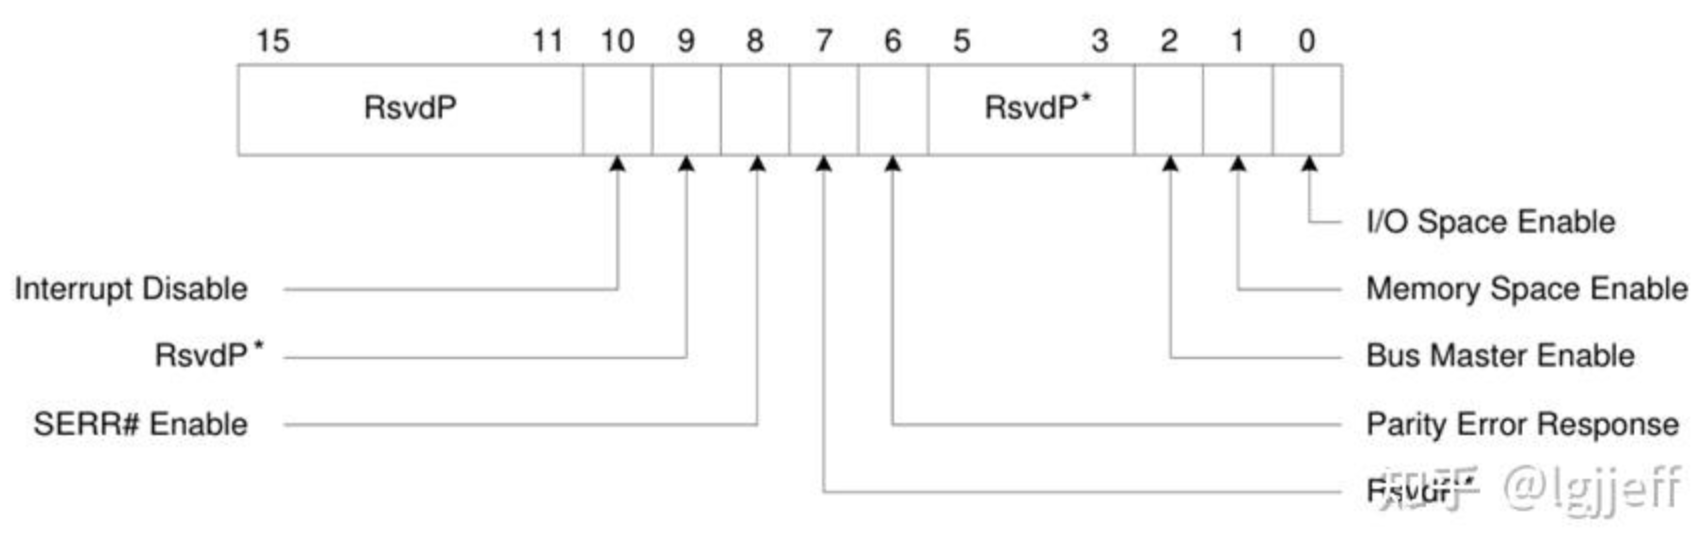 15 11 10 9 8 7 6 5 3 2 1 0
RsvdP RsvdP*
I/O Space Enable
Interrupt Disable Memory Space Enable
RsvdP* Bus Master Enable
SERR# Enable Parity Error Response
RsvdP*
知乎 @lgjjeff